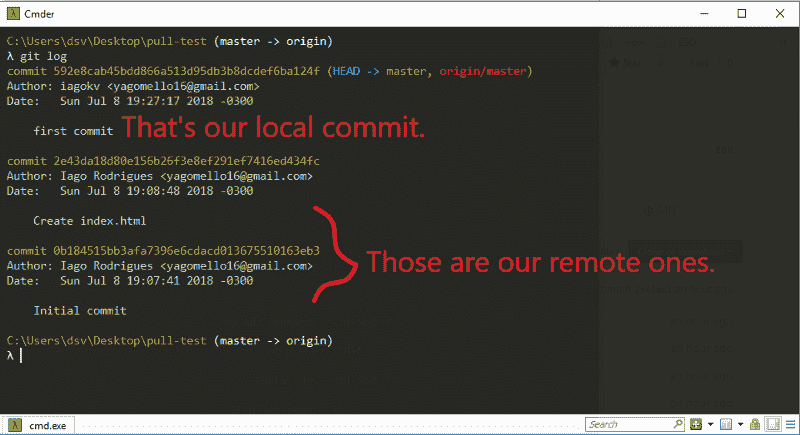 Cmder
C:\Users\dsv\Desktop\pull-test (master -> origin)
λ git log
commit 592e8cab45bdd866a513d95db3b8dcdef6ba124f (HEAD -> master, origin/master)
Author: iagokv <yagomello16@gmail.com>
Date:   Sun Jul 8 19:27:17 2018 -0300
first commit That's our local commit.
commit 2e43da18d80e156b26f3e8ef291ef7416ed434fc
Author: Iago Rodrigues <yagomello16@gmail.com>
Date:   Sun Jul 8 19:08:48 2018 -0300
Create index.html
commit 0b184515bb3afa7396e6cdacd013675510163eb3
Author: Iago Rodrigues <yagomello16@gmail.com>
Those are our remote ones.
Date:   Sun Jul 8 19:07:41 2018 -0300
Initial commit
C:\Users\dsv\Desktop\pull-test (master -> origin)
λ
cmd.exe
Search